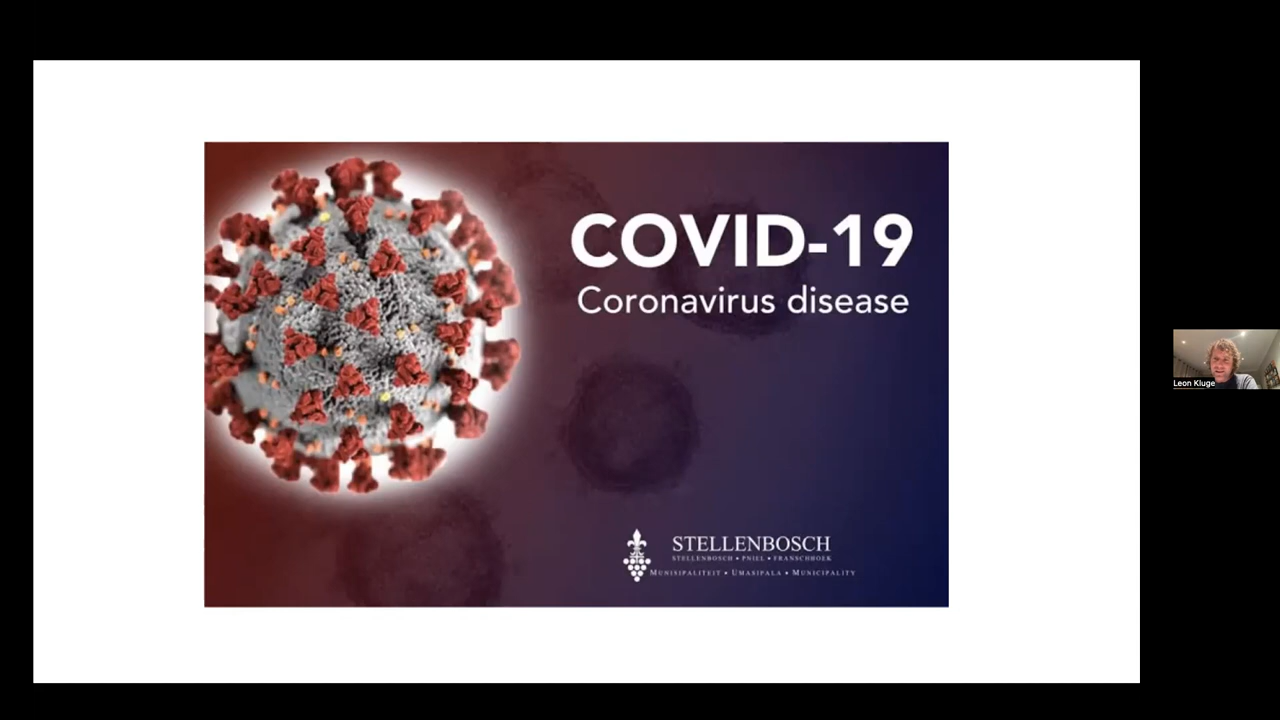 COVID-19
Coronavirus disease
STELLENBOSCH
STELLENBOSCH • PNIEL • FRANSCHHOEK
MUNISIPALITEIT • UMASIPALA • MUNICIPALITY
Leon Kluge